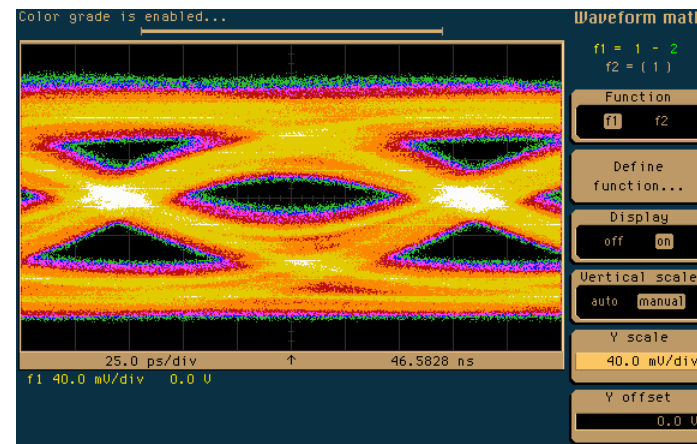 Color grade is enabled...
Waveform math
f1 = 1 - 2
f2 = ( 1 )
Function
f1 f2
Define
function...
Display
off on
Vertical scale
auto manual
Y scale
40.0 mV/div
Y offset
0.0 V
25.0 ps/div ↑ 46.5828 ns
f1 40.0 mV/div 0.0 V